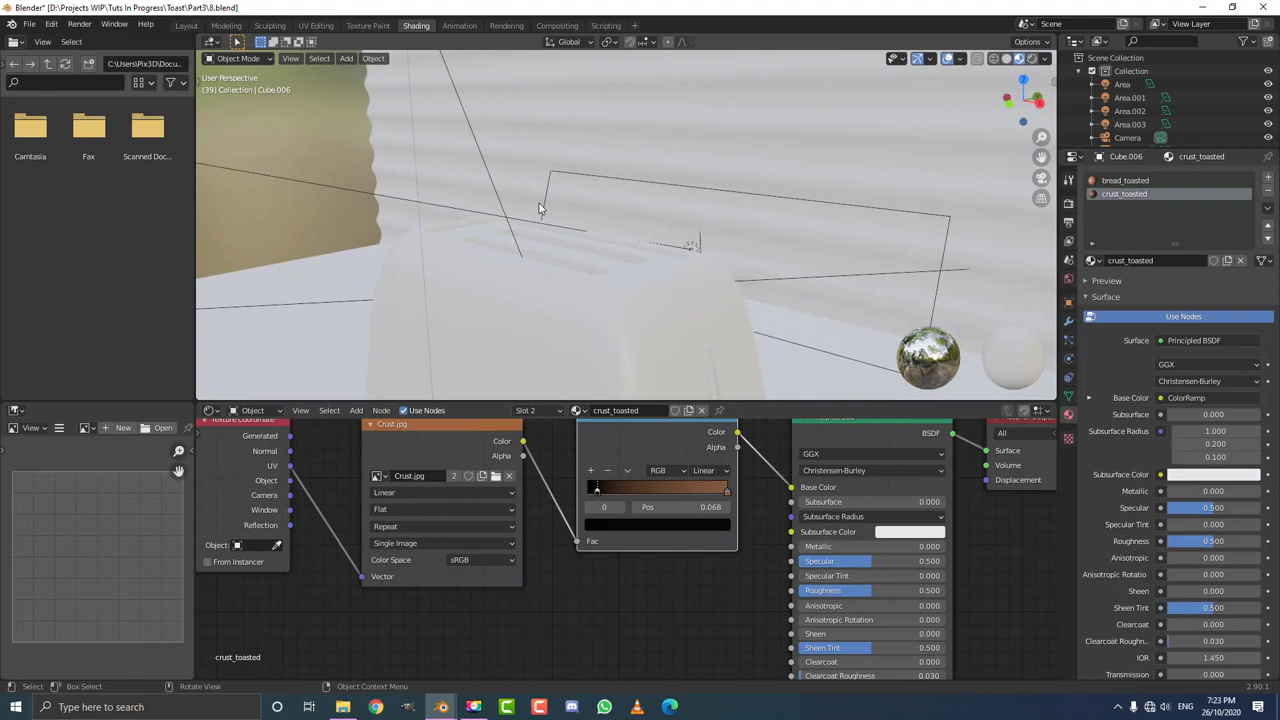 Blender* [D:\Projects WIP\Tuts In Progress\Toast\Part3\8.blend]
File Edit Render Window Help Layout Modeling Sculpting UV Editing Texture Paint Shading Animation Rendering Compositing Scripting Scene View Layer
View Select Global Options
C:\Users\Pix3D\Docu... Object Mode View Select Add Object
User Perspective
(39) Collection | Cube.006
Scene Collection
Collection
Area
Area.001
Area.002
Area.003
Camera
Camtasia Fax Scanned Doc...
Cube.006 crust_toasted
bread_toasted
crust_toasted
crust_toasted
Preview
Surface
Use Nodes
Surface Principled BSDF
GGX
Christensen-Burley
Base Color ColorRamp
Subsurface 0.000
Subsurface Radius 1.000
0.200
0.100
Subsurface Color
Metallic 0.000
Specular 0.500
Specular Tint 0.000
Roughness 0.500
Anisotropic 0.000
Anisotropic Rotatio 0.000
Sheen 0.000
Sheen Tint 0.500
Clearcoat 0.000
Clearcoat Roughn... 0.030
IOR 1.450
Transmission 0.000
View New Open
Object View Select Add Node Use Nodes Slot 2 crust_toasted
Texture Coordinate
Generated
Normal
UV
Object
Camera
Window
Reflection
Object:
From Instancer
Crust.jpg
Color
Alpha
Crust.jpg 2
Linear
Flat
Repeat
Single Image
Color Space sRGB
Vector
Color
Alpha
RGB Linear
0 Pos 0.068
Fac
BSDF
GGX
Christensen-Burley
Base Color
Subsurface 0.000
Subsurface Radius
Subsurface Color
Metallic 0.000
Specular 0.500
Specular Tint 0.000
Roughness 0.500
Anisotropic 0.000
Anisotropic Rotation 0.000
Sheen 0.000
Sheen Tint 0.500
Clearcoat 0.000
Clearcoat Roughness 0.030
All
Surface
Volume
Displacement
crust_toasted
Select Box Select Rotate View Object Context Menu 2.90.1
Type here to search
ENG 7:23 PM
26/10/2020